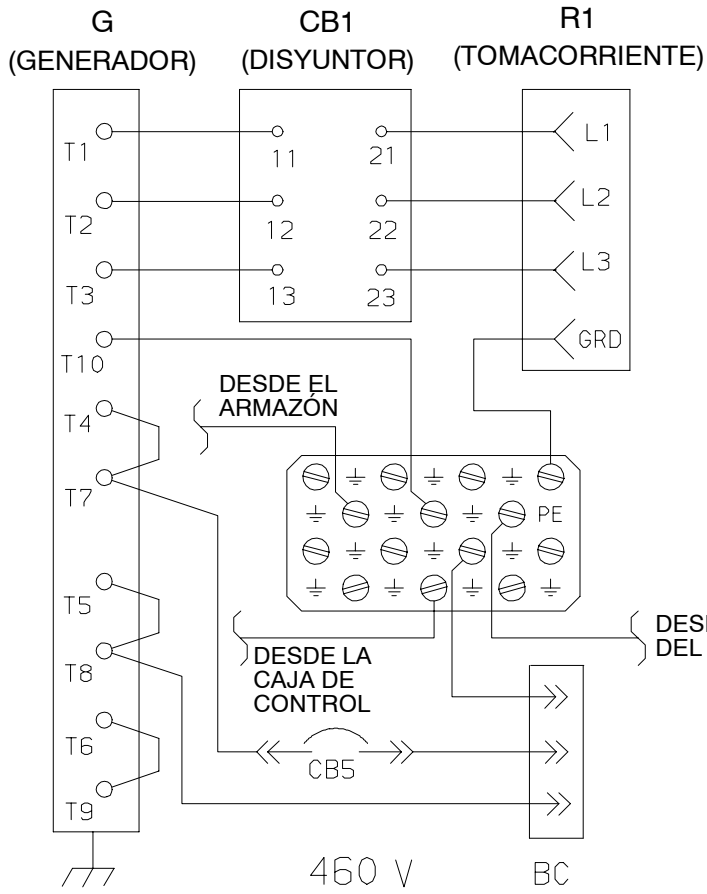 G
(GENERADOR)
CB1
(DISYUNTOR)
R1
(TOMACORRIENTE)
T1
11
21
L1
T2
12
22
L2
T3
13
23
L3
T10
GRD
DESDE EL
ARMAZÓN
T4
T7
PE
T5
T8
DESDE LA
CAJA DE
CONTROL
DEL
T6
CB5
T9
460 V
BC